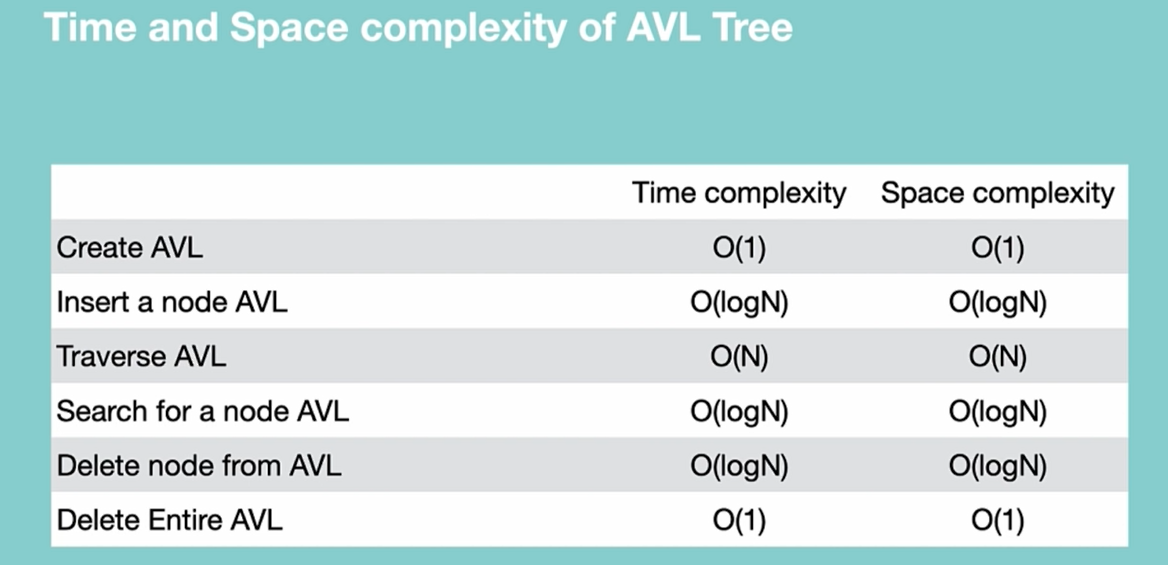 Time and Space complexity of AVL Tree
Time complexity Space complexity
Create AVL O(1) O(1)
Insert a node AVL O(logN) O(logN)
Traverse AVL O(N) O(N)
Search for a node AVL O(logN) O(logN)
Delete node from AVL O(logN) O(logN)
Delete Entire AVL O(1) O(1)